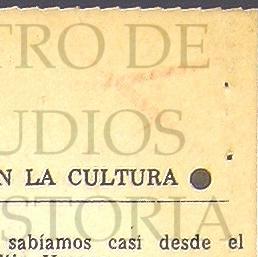 TRO DE
UDIOS
N LA CULTURA
STORIA
sabíamos casi desde el